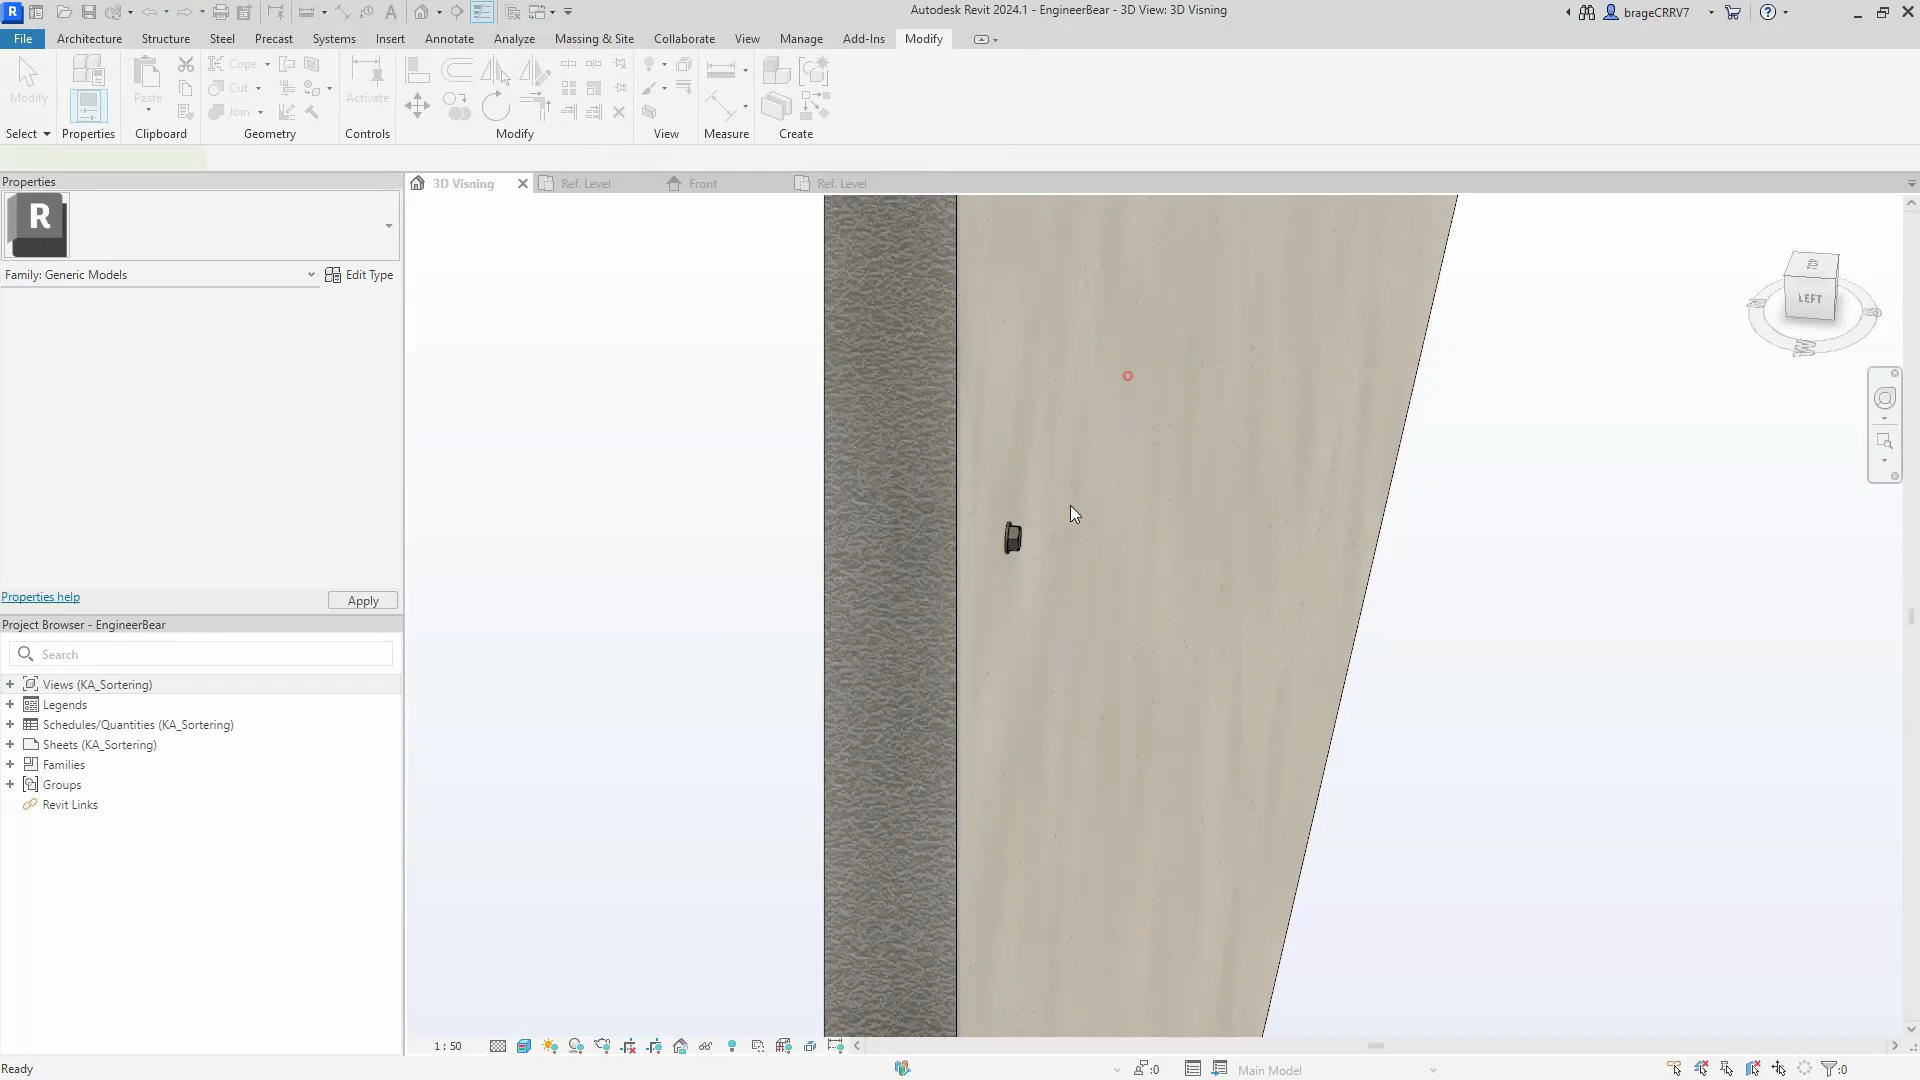 Autodesk Revit 2024.1 - EngineerBear - 3D View: 3D Visning
brageCRRV7
File Architecture Structure Steel Precast Systems Insert Annotate Analyze Massing & Site Collaborate View Manage Add-Ins Modify
Modify
Paste
Cope
Cut
Join
Activate
Select Properties Clipboard Geometry Controls Modify View Measure Create
Properties
3D Visning
Ref. Level
Front
Ref. Level
R
Family: Generic Models
Edit Type
TOP
LEFT
W
Properties help
Apply
Project Browser - EngineerBear
Search
Views (KA_Sortering)
Legends
Schedules/Quantities (KA_Sortering)
Sheets (KA_Sortering)
Families
Groups
Revit Links
1 : 50
Ready
:0
Main Model
:0